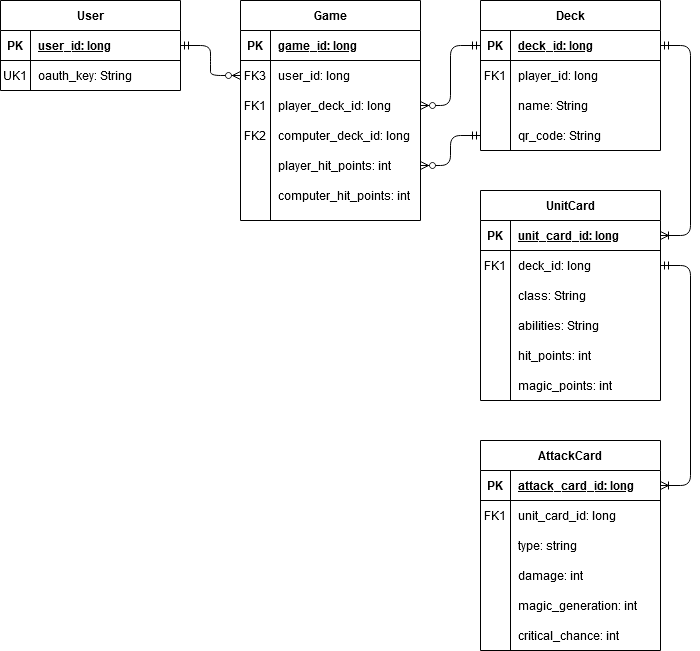 User
PK user_id: long
UK1 oauth_key: String
Game
PK game_id: long
FK3 user_id: long
FK1 player_deck_id: long
FK2 computer_deck_id: long
player_hit_points: int
computer_hit_points: int
Deck
PK deck_id: long
FK1 player_id: long
name: String
qr_code: String
UnitCard
PK unit_card_id: long
FK1 deck_id: long
class: String
abilities: String
hit_points: int
magic_points: int
AttackCard
PK attack_card_id: long
FK1 unit_card_id: long
type: string
damage: int
magic_generation: int
critical_chance: int